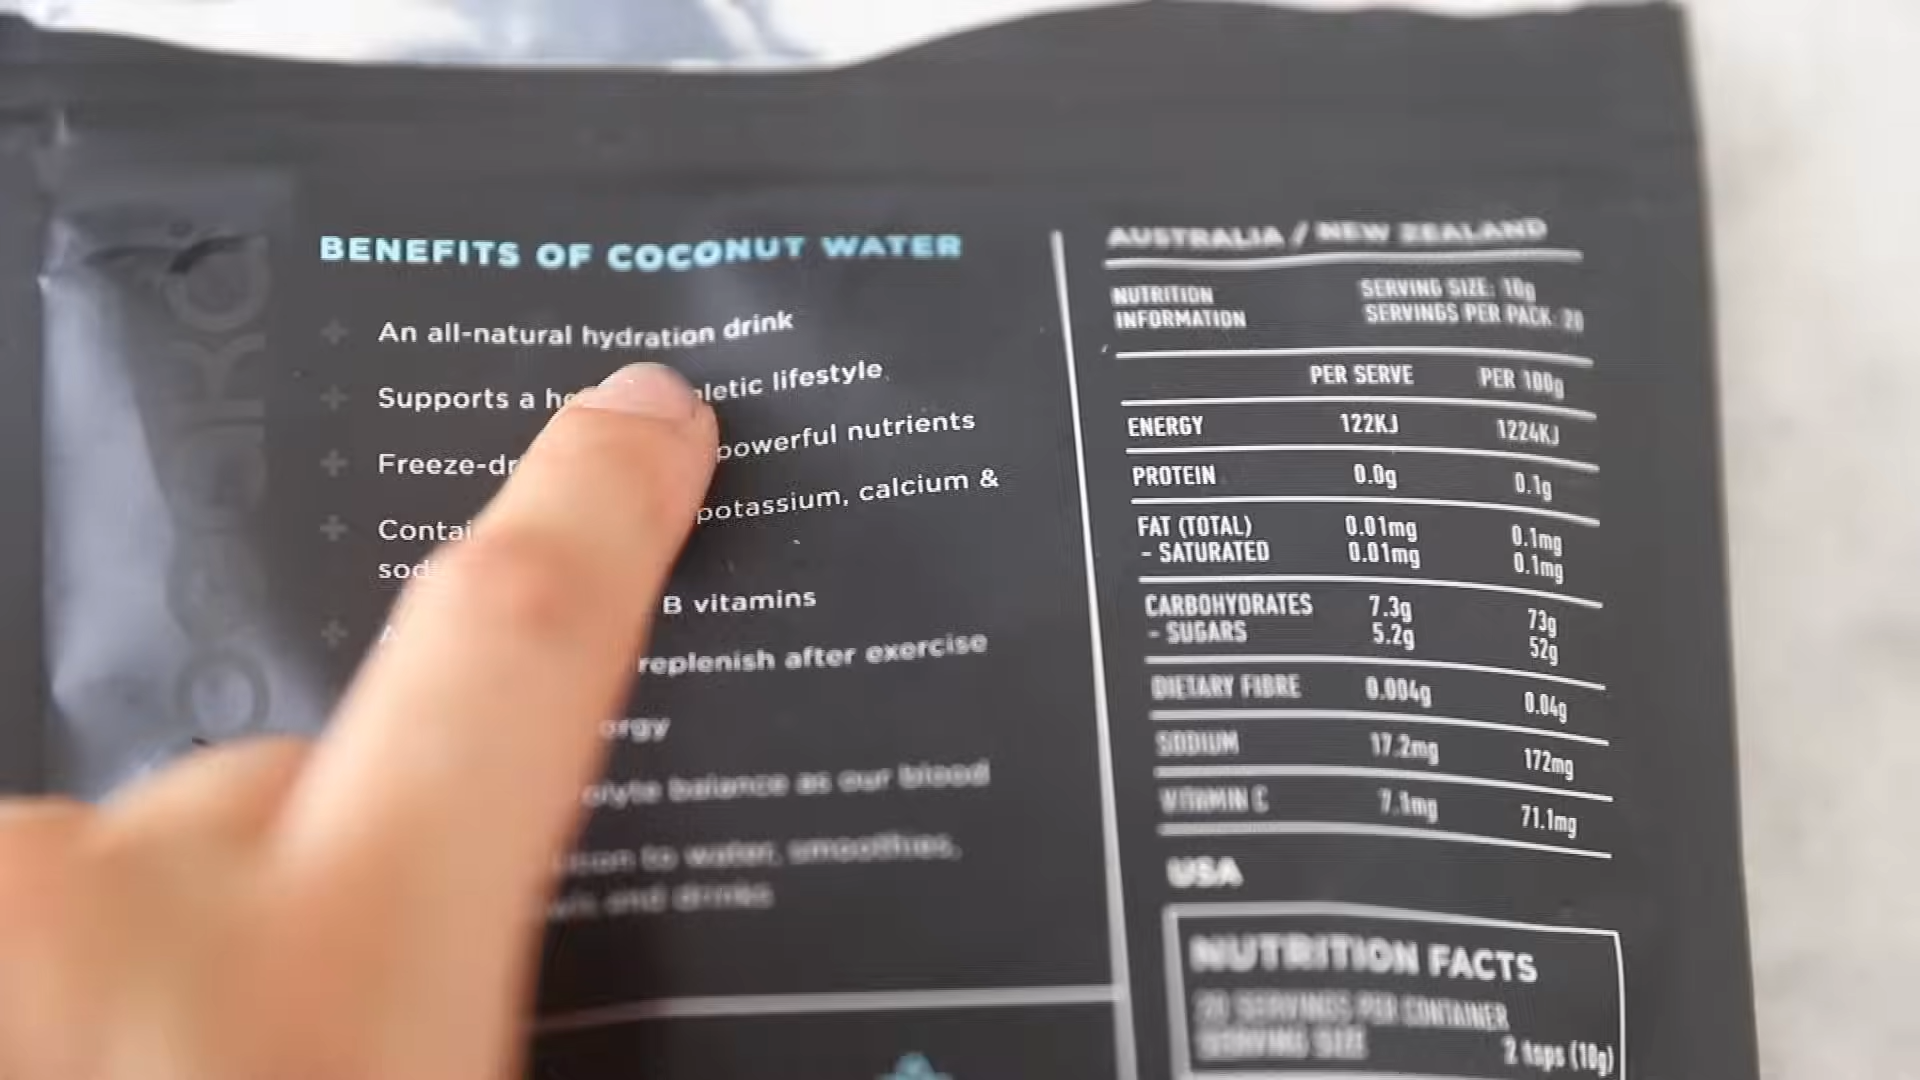 BENEFITS OF COCONUT WATER
An all-natural hydration drink
Supports a he letic lifestyle
Freeze-dr powerful nutrients
Contai potassium, calcium &
sod
A B vitamins
replenish after exercise
orgy
olyte balance as our blood
to water, smoothies,
and drinks
AUSTRALIA / NEW ZEALAND
NUTRITION INFORMATION
SERVING SIZE: 10g
SERVINGS PER PACK: 20
PER SERVE PER 100g
ENERGY 122KJ 1224KJ
PROTEIN 0.0g 0.1g
FAT (TOTAL) 0.01mg 0.1mg
- SATURATED 0.01mg 0.1mg
CARBOHYDRATES 7.3g 73g
- SUGARS 5.2g 52g
DIETARY FIBRE 0.004g 0.04g
SODIUM 17.2mg 172mg
VITAMIN C 7.1mg 71.1mg
USA
NUTRITION FACTS
20 SERVINGS PER CONTAINER
SERVING SIZE 2 tsps (10g)